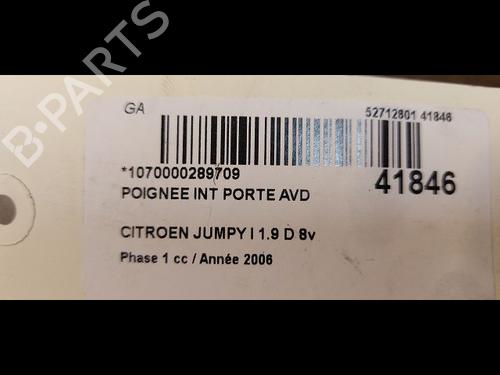 GA
52712801 41846
*1070000289709
41846
POIGNEE INT PORTE AVD
CITROEN JUMPY I 1.9 D 8v
Phase 1 cc / Année 2006
B-PARTS